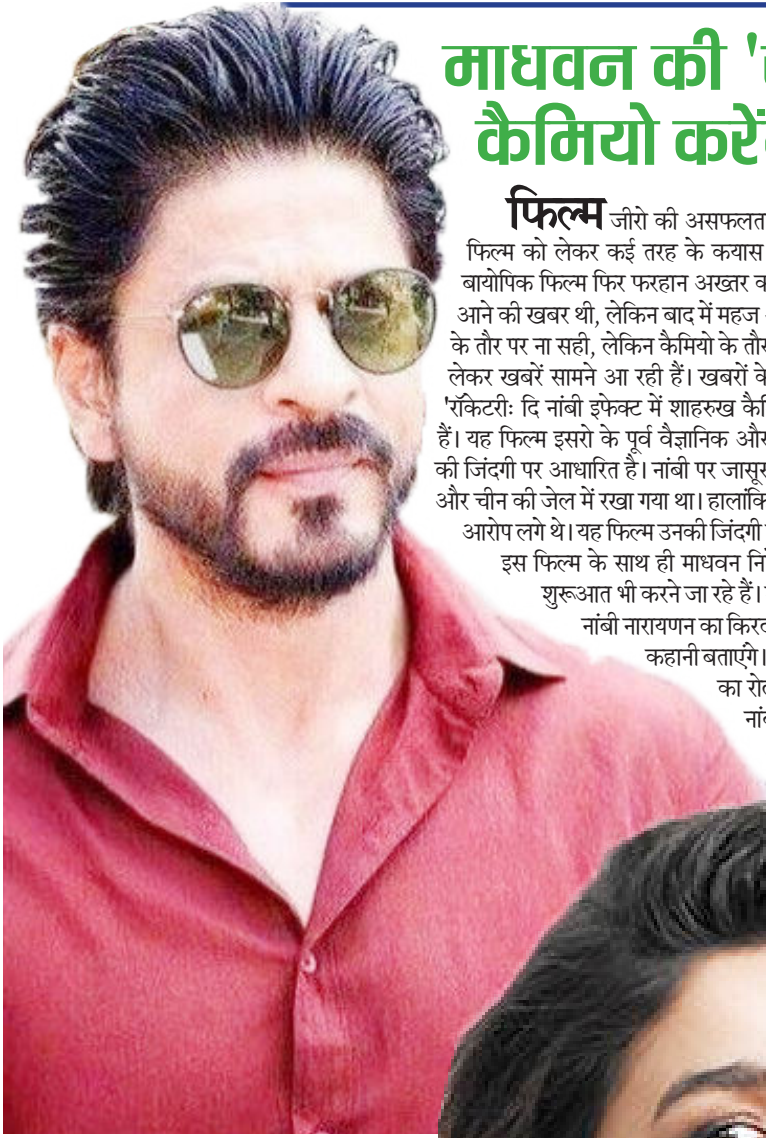 माधवन की
कैमियो करें
फिल्म जीरो की असफलत
फिल्म को लेकर कई तरह के कयास
बायोपिक फिल्म फिर फरहान अख्तर
आने की खबर थी, लेकिन बाद में महज
के तौर पर ना सही, लेकिन कैमियो के तौर
लेकर खबरें सामने आ रही हैं। खबरों के
'रॉकेटरीः दि नांबी इफेक्ट में शाहरुख
हैं। यह फिल्म इसरो के पूर्व वैज्ञानिक और
की जिंदगी पर आधारित है। नांबी पर जासूस
और चीन की जेल में रखा गया था। हालांकि
आरोप लगे थे। यह फिल्म उनकी जिंदगी
इस फिल्म के साथ ही माधवन
शुरूआत भी करने जा रहे हैं।
नांबी नारायणन का
कहानी बताएंगे।
का